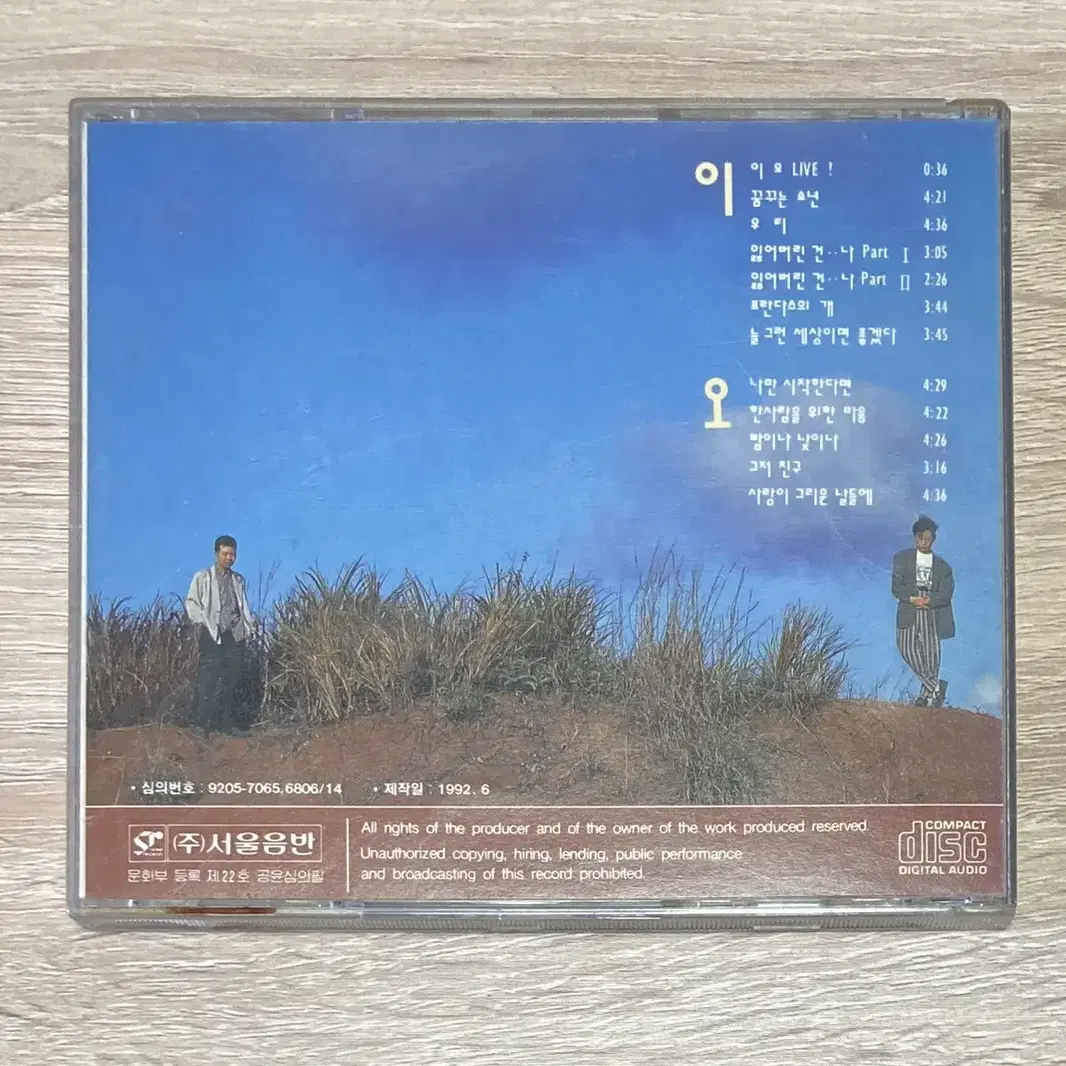 이
이 오 LIVE ! 0:36
꿈꾸는 소년 4:21
우 리 4:36
잃어버린 건··나 Part Ⅰ 3:05
잃어버린 건··나 Part Ⅱ 2:26
프란다스의 개 3:44
늘 그런 세상이면 좋겠다 3:45
오
나만 시작한다면 4:29
한사람을 위한 마음 4:22
밤이나 낮이나 4:26
그저 친구 3:16
사랑이 그리운 날들에 4:36
• 심의번호 : 9205-7065.6806/14 • 제작일 : 1992. 6
(주)서울음반
문화부 등록 제22호 공윤심의필
All rights of the producer and of the owner of the work produced reserved.
Unauthorized copying, hiring, lending, public performance
and broadcasting of this record prohibited.
COMPACT
disc
DIGITAL AUDIO